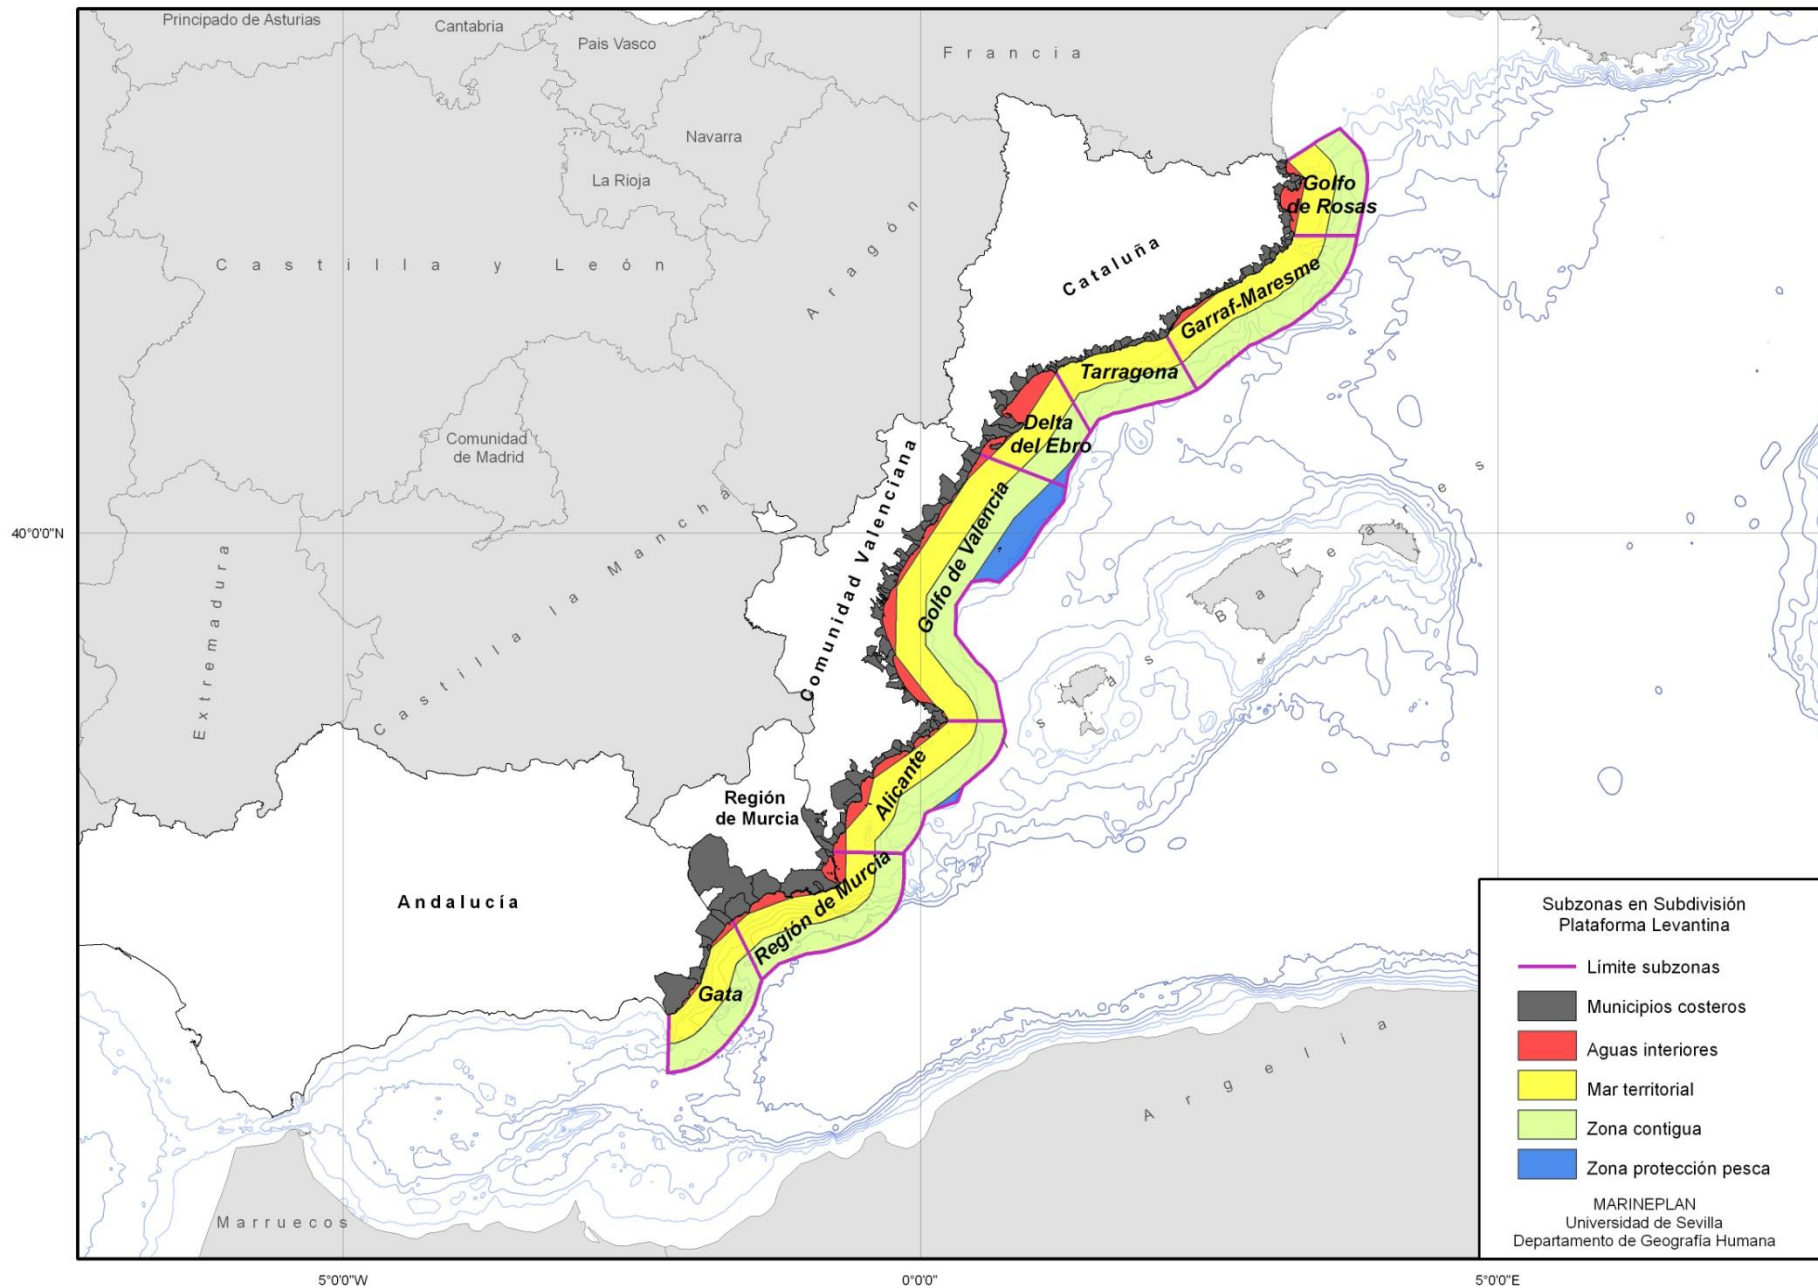 Principado de Asturias
Cantabria
Pais Vasco
Francia
Navarra
La Rioja
Castilla y León
Aragón
Cataluña
Golfo
de Rosas
Garraf-Maresme
Tarragona
Delta
del Ebro
Comunidad
de Madrid
Comunidad Valenciana
Golfo de Valencia
40°0'0"N
Extremadura
Castilla la Mancha
Islas Baleares
Alicante
Región
de Murcia
Región de Murcia
Andalucía
Gata
Argelia
Marruecos
Subzonas en Subdivisión
Plataforma Levantina
Límite subzonas
Municipios costeros
Aguas interiores
Mar territorial
Zona contigua
Zona protección pesca
MARINEPLAN
Universidad de Sevilla
Departamento de Geografía Humana
5°0'0"W
0°0'0"
5°0'0"E